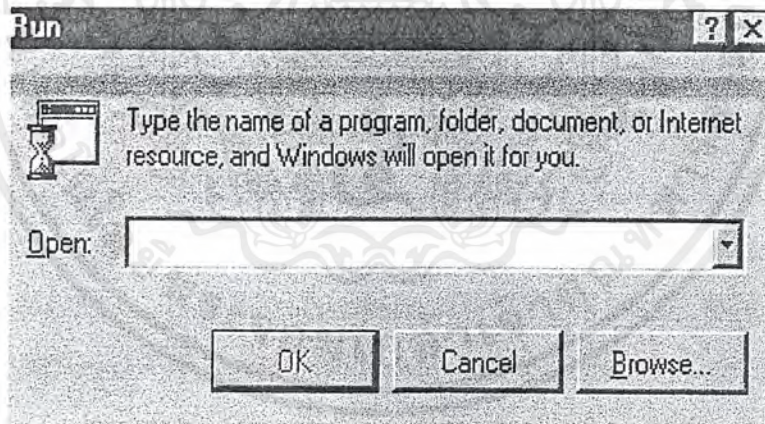 Run
Type the name of a program, folder, document, or Internet
resource, and Windows will open it for you.
Open:
OK
Cancel
Browse...